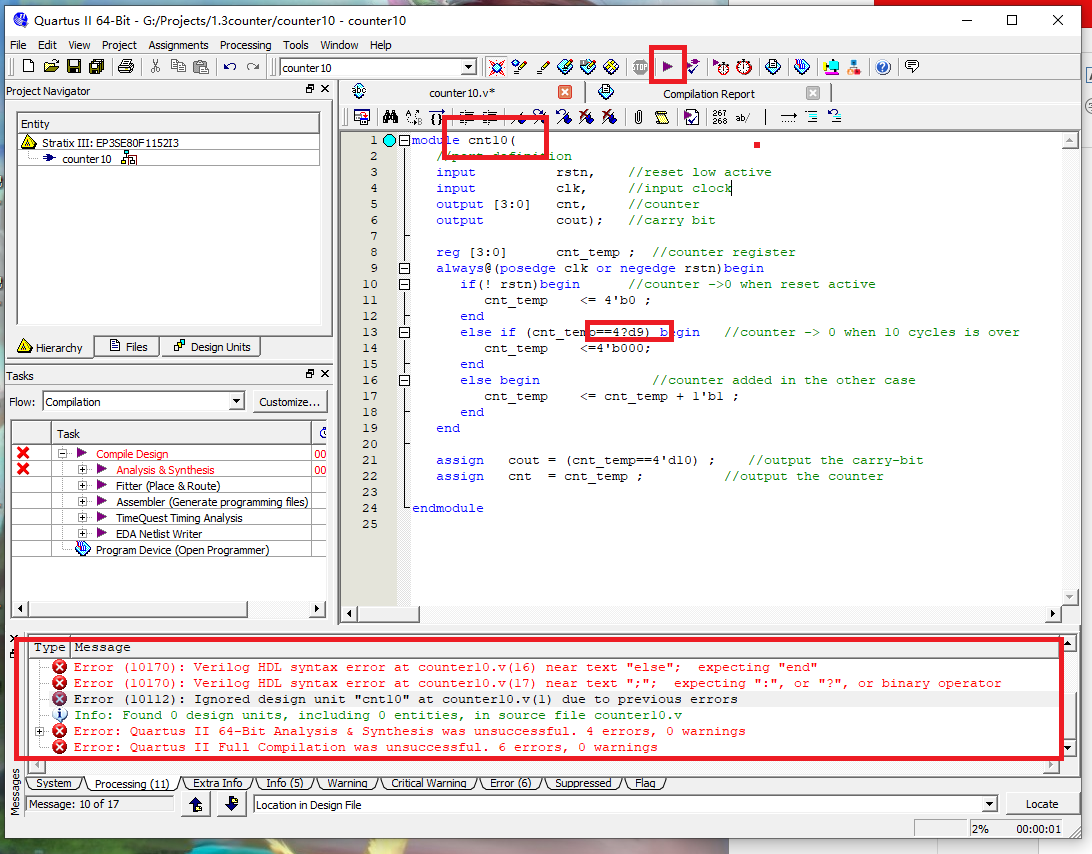 Quartus II 64-Bit - G:/Projects/1.3counter/counter10 - counter10
File Edit View Project Assignments Processing Tools Window Help
counter10
STOP
Project Navigator
Entity
Stratix III: EP3SE80F1152I3
counter10
Hierarchy Files Design Units
Tasks
Flow: Compilation Customize...
Task
Compile Design 00
Analysis & Synthesis 00
Fitter (Place & Route)
Assembler (Generate programming files)
TimeQuest Timing Analysis
EDA Netlist Writer
Program Device (Open Programmer)
abc counter10.v* Compilation Report
267 268 ab/
1 module cnt10(
2 //port definition
3 input rstn, //reset low active
4 input clk, //input clock
5 output [3:0] cnt, //counter
6 output cout); //carry bit
7
8 reg [3:0] cnt_temp ; //counter register
9 always@(posedge clk or negedge rstn)begin
10 if(! rstn)begin //counter ->0 when reset active
11 cnt_temp <= 4'b0 ;
12 end
13 else if (cnt_temp==4?d9) begin //counter -> 0 when 10 cycles is over
14 cnt_temp <=4'b000;
15 end
16 else begin //counter added in the other case
17 cnt_temp <= cnt_temp + 1'b1 ;
18 end
19 end
20
21 assign cout = (cnt_temp==4'd10) ; //output the carry-bit
22 assign cnt = cnt_temp ; //output the counter
23
24 endmodule
25
Type Message
Error (10170): Verilog HDL syntax error at counter10.v(16) near text "else"; expecting "end"
Error (10170): Verilog HDL syntax error at counter10.v(17) near text ";"; expecting ":", or "?", or binary operator
Error (10112): Ignored design unit "cnt10" at counter10.v(1) due to previous errors
Info: Found 0 design units, including 0 entities, in source file counter10.v
Error: Quartus II 64-Bit Analysis & Synthesis was unsuccessful. 4 errors, 0 warnings
Error: Quartus II Full Compilation was unsuccessful. 6 errors, 0 warnings
System Processing (11) Extra Info Info (5) Warning Critical Warning Error (6) Suppressed Flag
Messages
Message: 10 of 17 Location in Design File Locate
2% 00:00:01